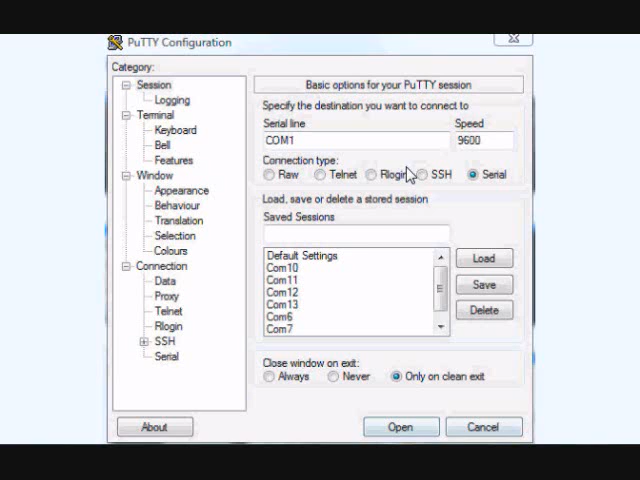 PuTTY Configuration
Category:
Session
Logging
Terminal
Keyboard
Bell
Features
Window
Appearance
Behaviour
Translation
Selection
Colours
Connection
Data
Proxy
Telnet
Rlogin
SSH
Serial
Basic options for your PuTTY session
Specify the destination you want to connect to
Serial line
Speed
COM1
9600
Connection type:
Raw
Telnet
Rlogin
SSH
Serial
Load, save or delete a stored session
Saved Sessions
Default Settings
Com10
Com11
Com12
Com13
Com6
Com7
Load
Save
Delete
Close window on exit:
Always
Never
Only on clean exit
About
Open
Cancel